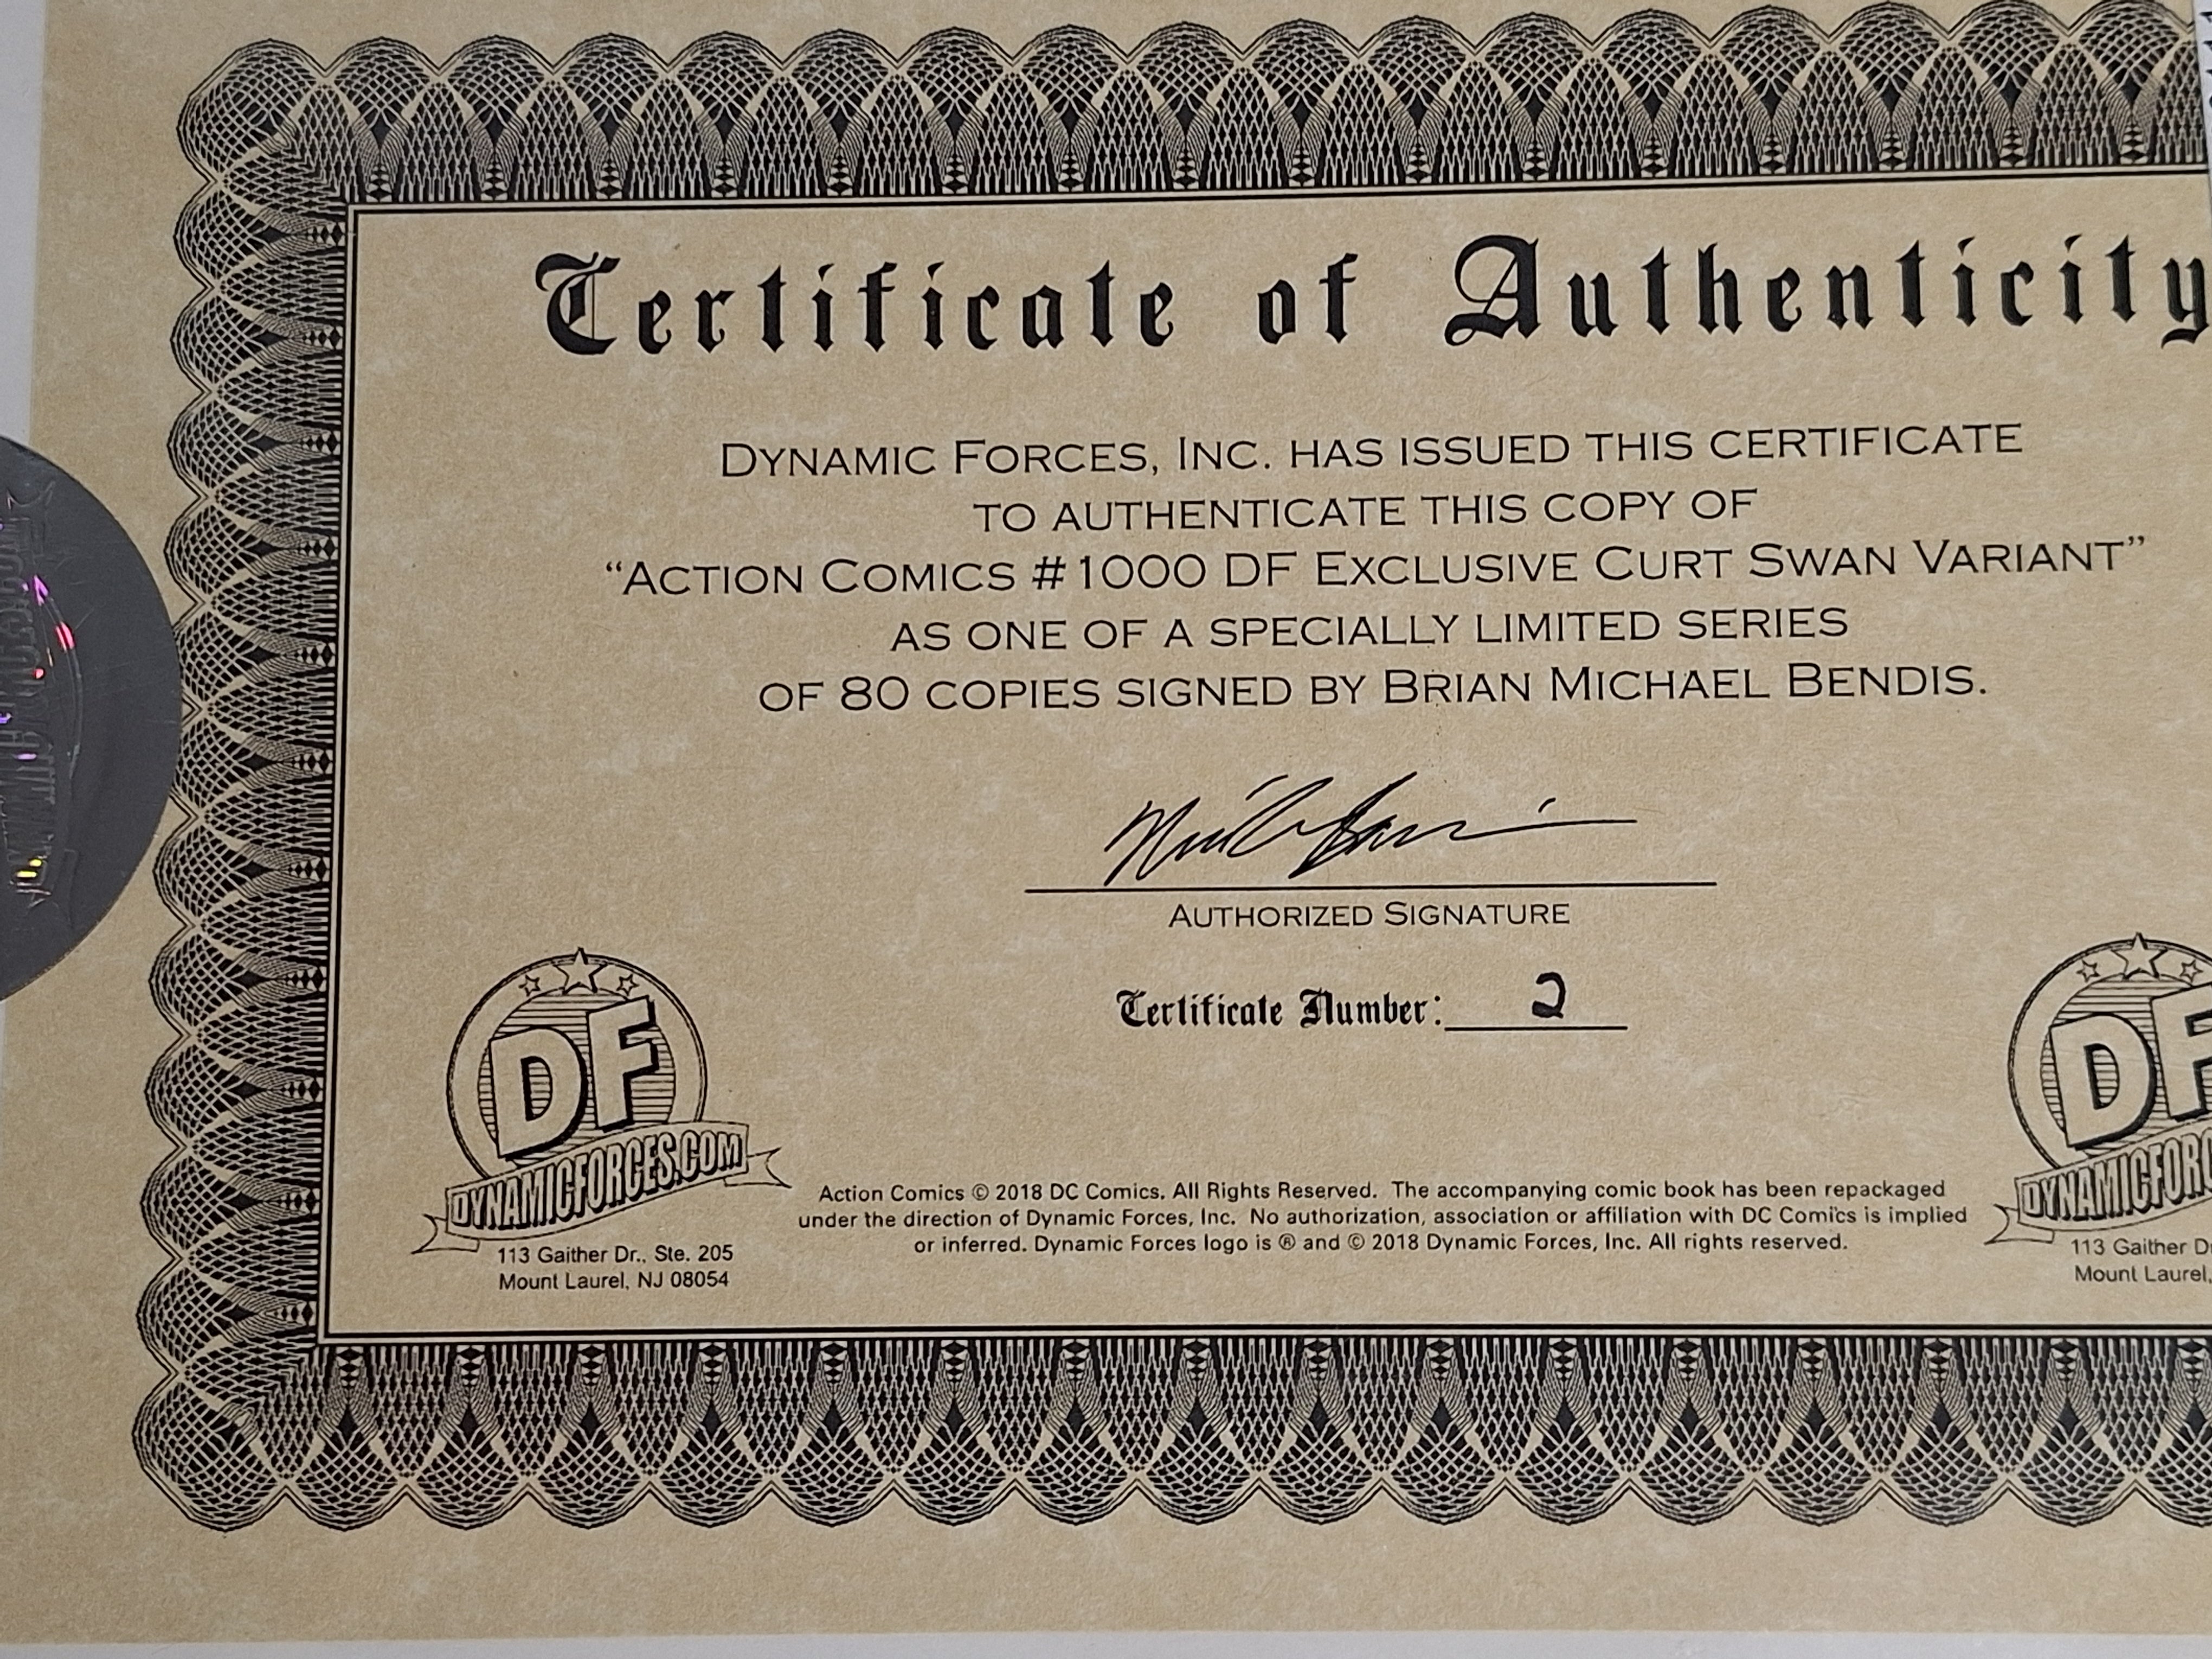 Certificate of Authenticity
DYNAMIC FORCES, INC. HAS ISSUED THIS CERTIFICATE
TO AUTHENTICATE THIS COPY OF
“ACTION COMICS #1000 DF EXCLUSIVE CURT SWAN VARIANT”
AS ONE OF A SPECIALLY LIMITED SERIES
OF 80 COPIES SIGNED BY BRIAN MICHAEL BENDIS.
AUTHORIZED SIGNATURE
Certificate Number: 2
DF
DYNAMICFORCES.COM
113 Gaither Dr., Ste. 205
Mount Laurel, NJ 08054
Action Comics © 2018 DC Comics. All Rights Reserved. The accompanying comic book has been repackaged
under the direction of Dynamic Forces, Inc. No authorization, association or affiliation with DC Comics is implied
or inferred. Dynamic Forces logo is ® and © 2018 Dynamic Forces, Inc. All rights reserved.
DF
DYNAMICFORC
113 Gaither D
Mount Laurel,